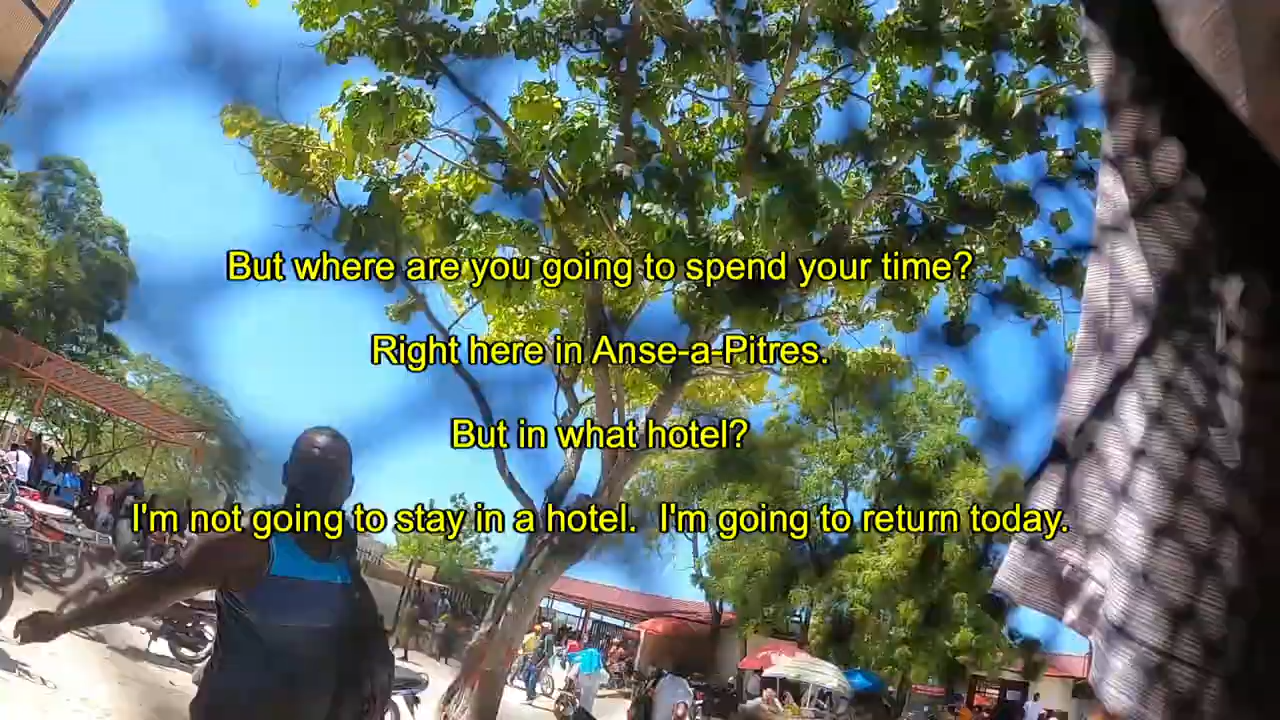 But where are you going to spend your time?
Right here in Anse-a-Pitres.
But in what hotel?
I'm not going to stay in a hotel.  I'm going to return today.